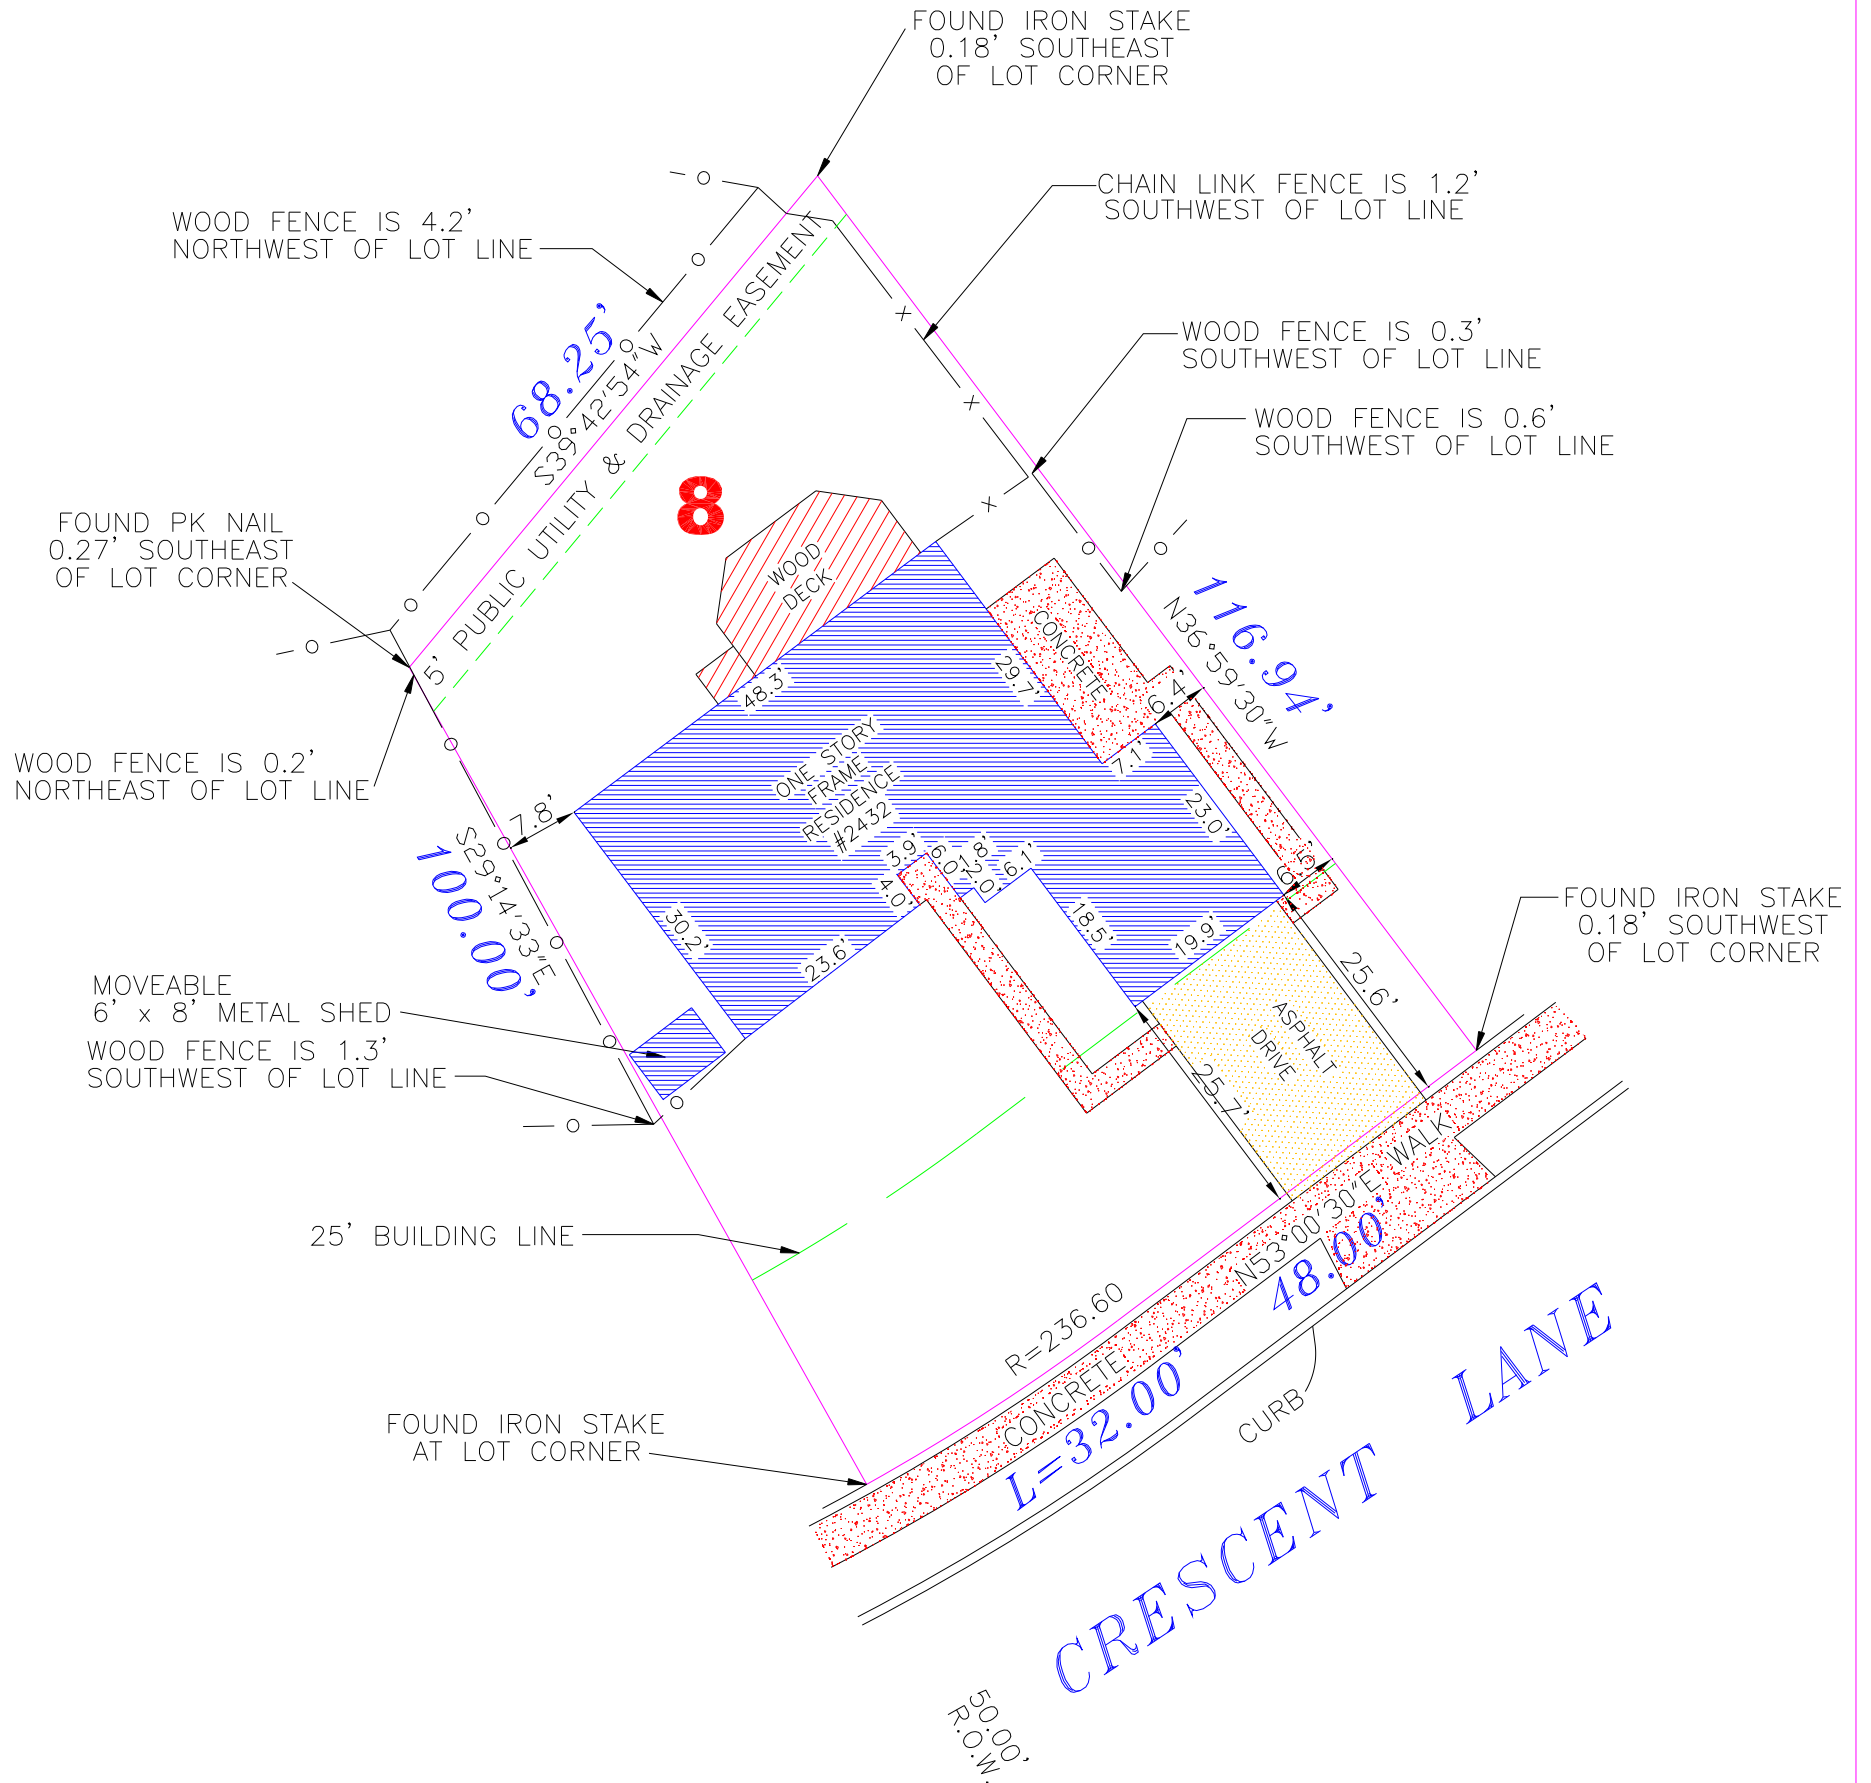 FOUND IRON STAKE
0.18' SOUTHEAST
OF LOT CORNER
CHAIN LINK FENCE IS 1.2'
SOUTHWEST OF LOT LINE
WOOD FENCE IS 4.2'
NORTHWEST OF LOT LINE
WOOD FENCE IS 0.3'
SOUTHWEST OF LOT LINE
WOOD FENCE IS 0.6'
SOUTHWEST OF LOT LINE
68.25'
S39°42'54"W
5' PUBLIC UTILITY & DRAINAGE EASEMENT
8
FOUND PK NAIL
0.27' SOUTHEAST
OF LOT CORNER
WOOD
DECK
116.94'
N36°59'30"W
CONCRETE
29.7'
48.3'
6.4'
7.1'
WOOD FENCE IS 0.2'
NORTHEAST OF LOT LINE
7.8'
ONE STORY
FRAME
RESIDENCE
#2432
23.0'
3.9'
6.0'
1.8'
2.0'
6.1'
4.0'
6.5'
100.00'
S29°14'33"E
30.2'
23.6'
18.5'
19.9'
FOUND IRON STAKE
0.18' SOUTHWEST
OF LOT CORNER
25.6'
MOVEABLE
6' x 8' METAL SHED
WOOD FENCE IS 1.3'
SOUTHWEST OF LOT LINE
ASPHALT
DRIVE
25.7'
WALK
N53°00'30"E
48.00'
25' BUILDING LINE
R=236.60
CONCRETE
L=32.00'
CURB
FOUND IRON STAKE
AT LOT CORNER
CRESCENT LANE
50.00'
R.O.W.